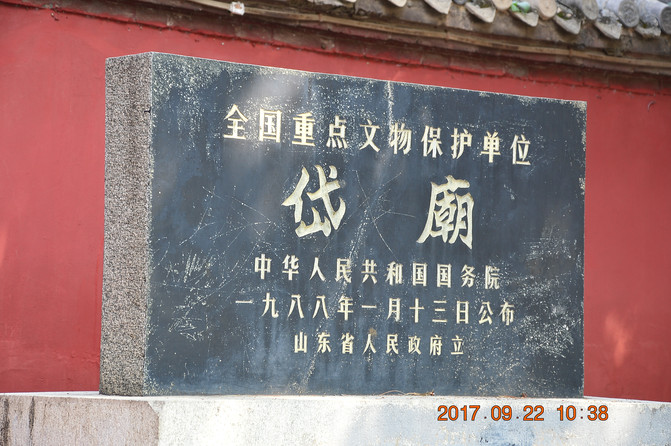 全国重点文物保护单位
岱廟
中华人民共和国国务院
一九八八年一月十三日公布
山东省人民政府立
2017.09.22 10:38